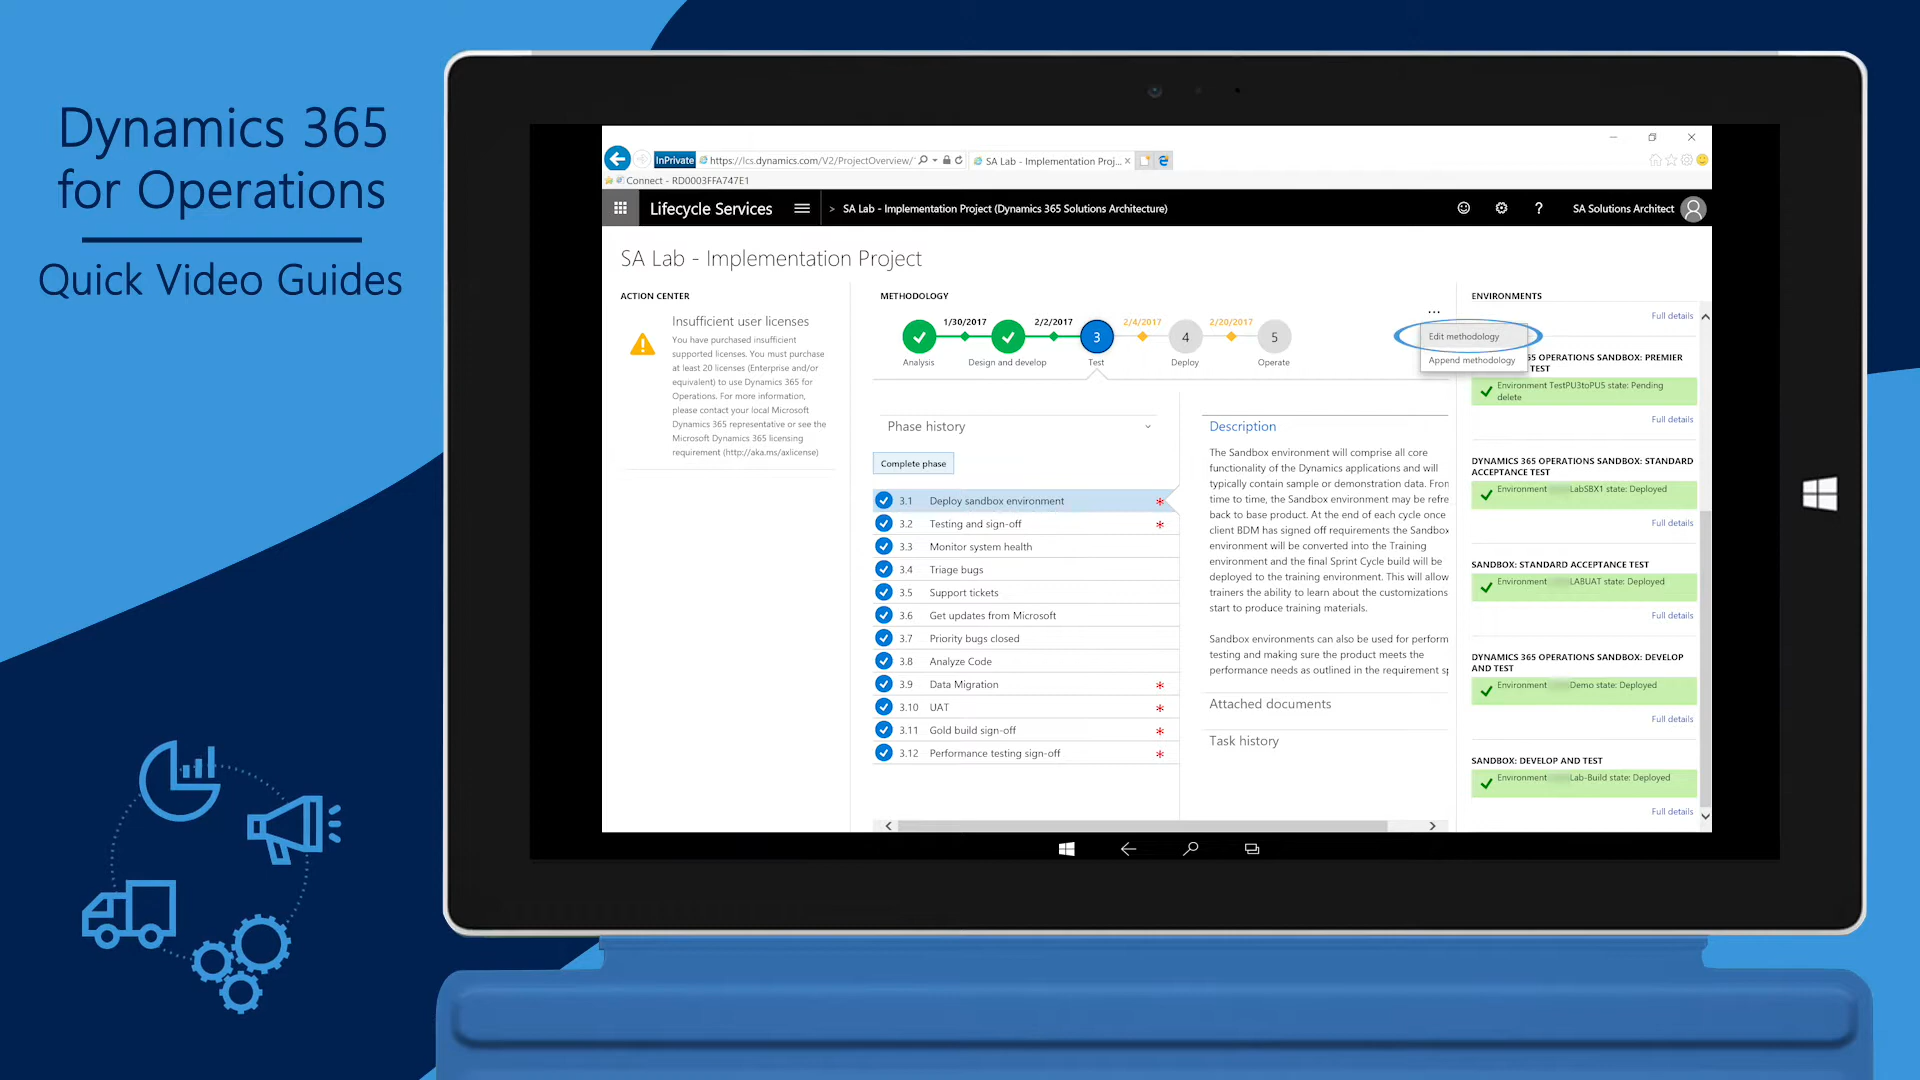 Dynamics 365
for Operations
Quick Video Guides
InPrivate
https://lcs.dynamics.com/V2/ProjectOverview/
SA Lab - Implementation Proj...
Connect - RD0003FFA747E1
Lifecycle Services
> SA Lab - Implementation Project (Dynamics 365 Solutions Architecture)
?
SA Solutions Architect
SA Lab - Implementation Project
ACTION CENTER
Insufficient user licenses
You have purchased insufficient
supported licenses. You must purchase
at least 20 licenses (Enterprise and/or
equivalent) to use Dynamics 365 for
Operations. For more information,
please contact your local Microsoft
Dynamics 365 representative or see the
Microsoft Dynamics 365 licensing
requirement (http://aka.ms/axlicense)
METHODOLOGY
...
1/30/2017
2/2/2017
2/4/2017
2/20/2017
3
4
5
Analysis
Design and develop
Test
Deploy
Operate
Edit methodology
Append methodology
Phase history
Complete phase
3.1 Deploy sandbox environment *
3.2 Testing and sign-off *
3.3 Monitor system health
3.4 Triage bugs
3.5 Support tickets
3.6 Get updates from Microsoft
3.7 Priority bugs closed
3.8 Analyze Code
3.9 Data Migration *
3.10 UAT *
3.11 Gold build sign-off *
3.12 Performance testing sign-off *
Description
The Sandbox environment will comprise all core
functionality of the Dynamics applications and will
typically contain sample or demonstration data. Fron
time to time, the Sandbox environment may be refre
back to base product. At the end of each cycle once
client BDM has signed off requirements the Sandbox
environment will be converted into the Training
environment and the final Sprint Cycle build will be
deployed to the training environment. This will allow
trainers the ability to learn about the customizations
start to produce training materials.
Sandbox environments can also be used for perform
testing and making sure the product meets the
performance needs as outlined in the requirement sp
Attached documents
Task history
ENVIRONMENTS
Full details
65 OPERATIONS SANDBOX: PREMIER
TEST
Environment TestPU3toPU5 state: Pending
delete
Full details
DYNAMICS 365 OPERATIONS SANDBOX: STANDARD
ACCEPTANCE TEST
Environment LabSBX1 state: Deployed
Full details
SANDBOX: STANDARD ACCEPTANCE TEST
Environment LABUAT state: Deployed
Full details
DYNAMICS 365 OPERATIONS SANDBOX: DEVELOP
AND TEST
Environment Demo state: Deployed
Full details
SANDBOX: DEVELOP AND TEST
Environment Lab-Build state: Deployed
Full details